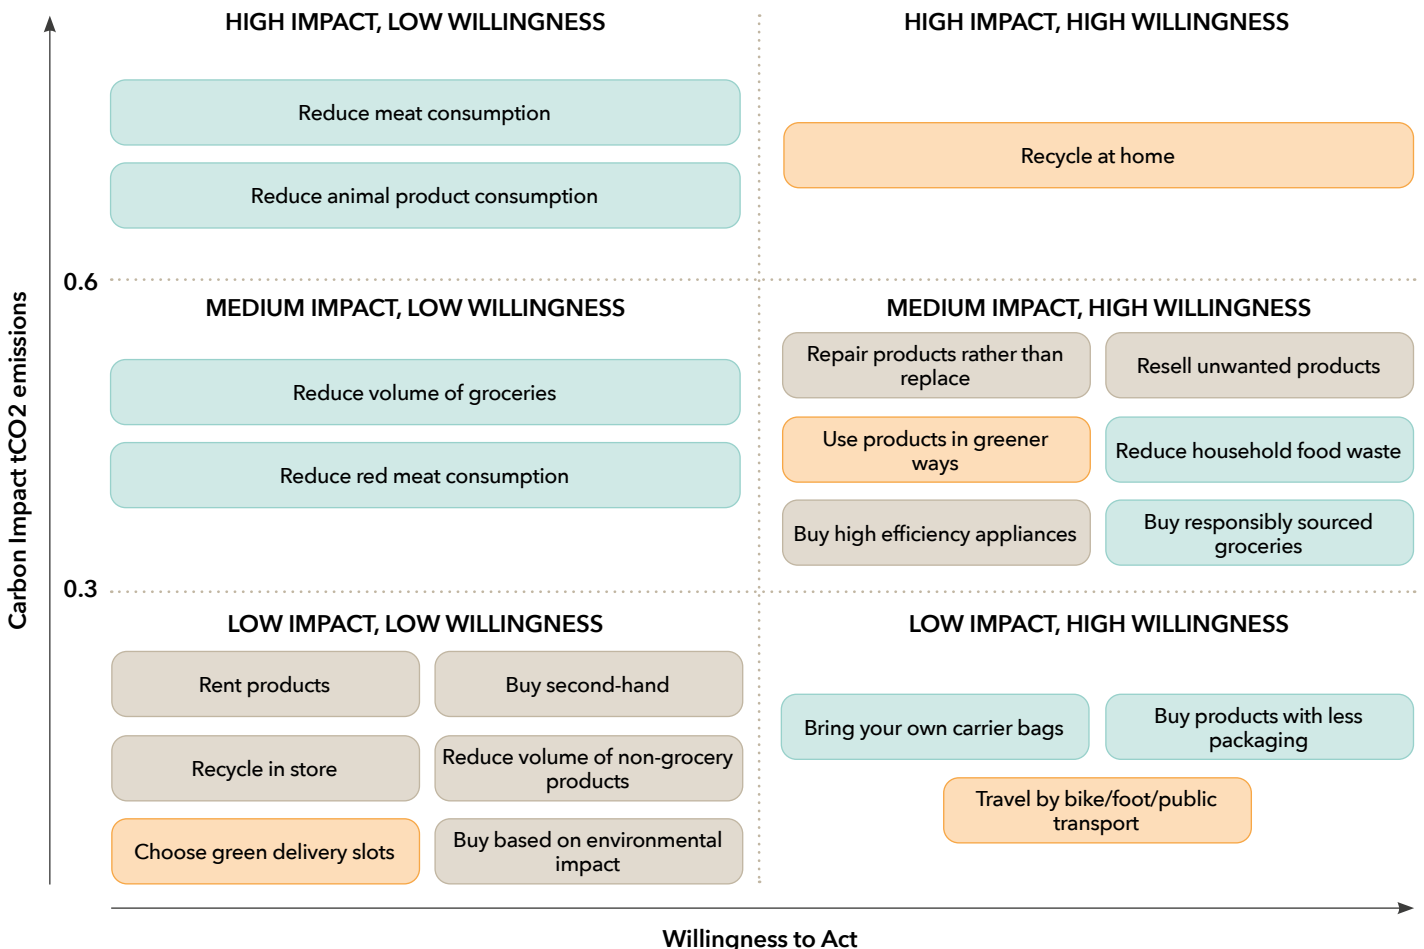 HIGH IMPACT, LOW WILLINGNESS
HIGH IMPACT, HIGH WILLINGNESS
Reduce meat consumption
Reduce animal product consumption
Recycle at home
0.6
MEDIUM IMPACT, LOW WILLINGNESS
MEDIUM IMPACT, HIGH WILLINGNESS
Reduce volume of groceries
Reduce red meat consumption
Repair products rather than
replace
Resell unwanted products
Use products in greener
ways
Reduce household food waste
Buy high efficiency appliances
Buy responsibly sourced
groceries
Carbon Impact tCO2 emissions
0.3
LOW IMPACT, LOW WILLINGNESS
LOW IMPACT, HIGH WILLINGNESS
Rent products
Buy second-hand
Recycle in store
Reduce volume of non-grocery
products
Choose green delivery slots
Buy based on environmental
impact
Bring your own carrier bags
Buy products with less
packaging
Travel by bike/foot/public
transport
Willingness to Act